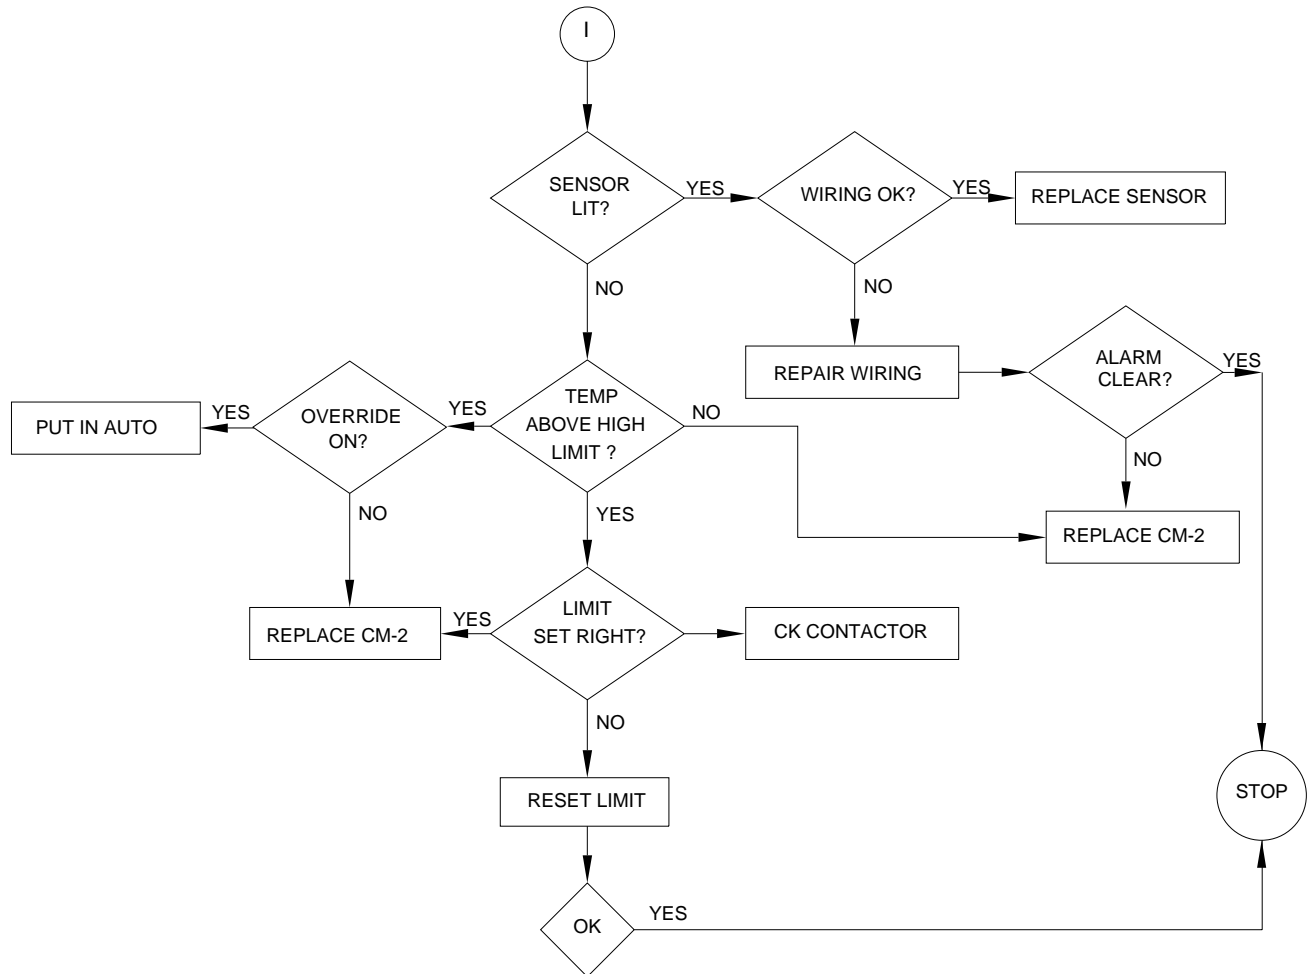 I
SENSOR
LIT?
YES
WIRING OK?
YES
REPLACE SENSOR
NO
NO
REPAIR WIRING
ALARM
CLEAR?
YES
NO
REPLACE CM-2
TEMP
ABOVE HIGH
LIMIT ?
YES
NO
OVERRIDE
ON?
YES
PUT IN AUTO
NO
YES
LIMIT
SET RIGHT?
YES
REPLACE CM-2
CK CONTACTOR
NO
RESET LIMIT
OK
YES
STOP